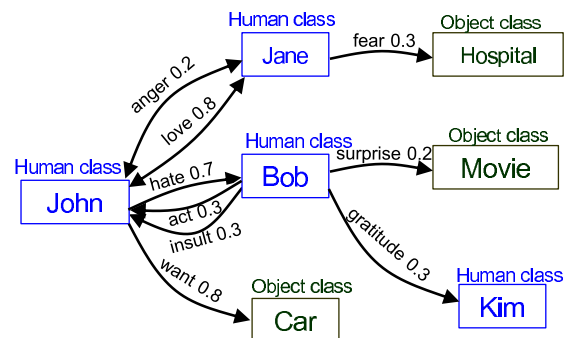 Human class
Jane
fear 0.3
Object class
Hospital
anger 0.2
love 0.8
Human class
John
hate 0.7
act 0.3
insult 0.3
Human class
Bob
surprise 0.2
Object class
Movie
gratitude 0.3
Human class
Kim
want 0.8
Object class
Car